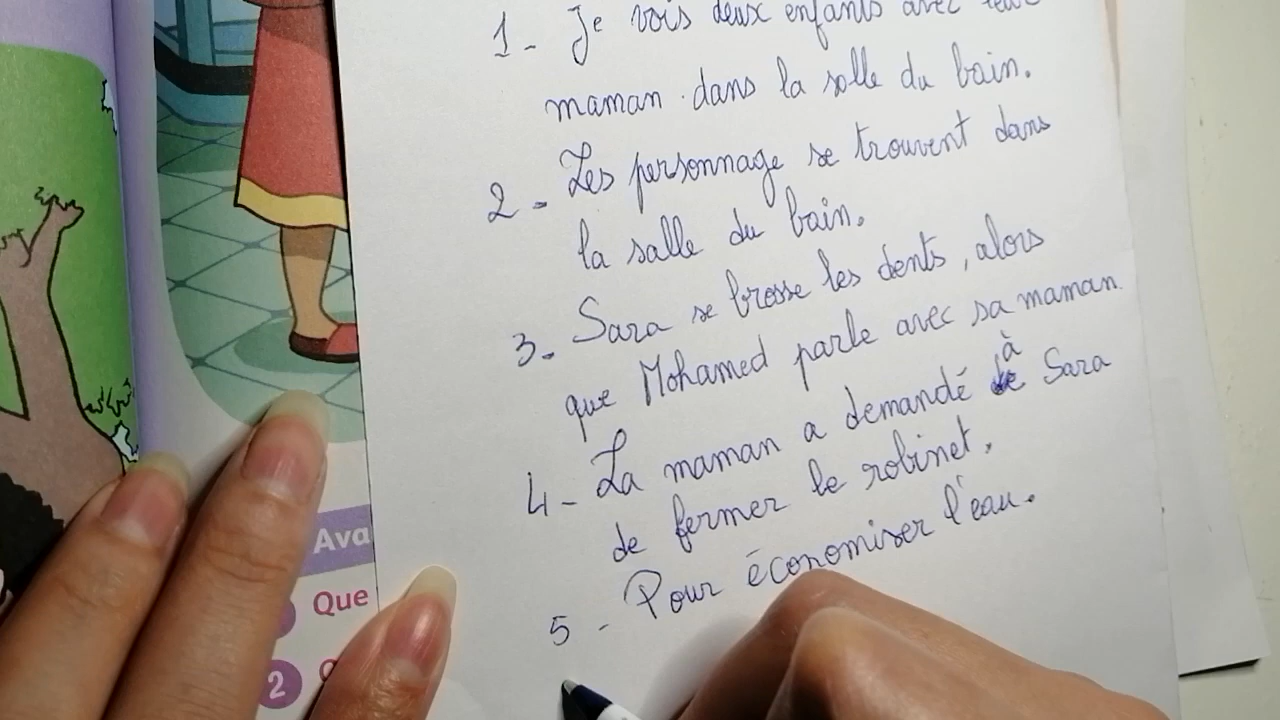 1- Je vois deux enfants avec leur
maman dans la salle du bain.
2- Les personnage se trouvent dans
la salle du bain.
3- Sara se brosse les dents, alors
que Mohamed parle avec sa maman.
à
4- La maman a demandé Sara
de fermer le robinet.
5- Pour économiser l'eau.
Ava
Que
2